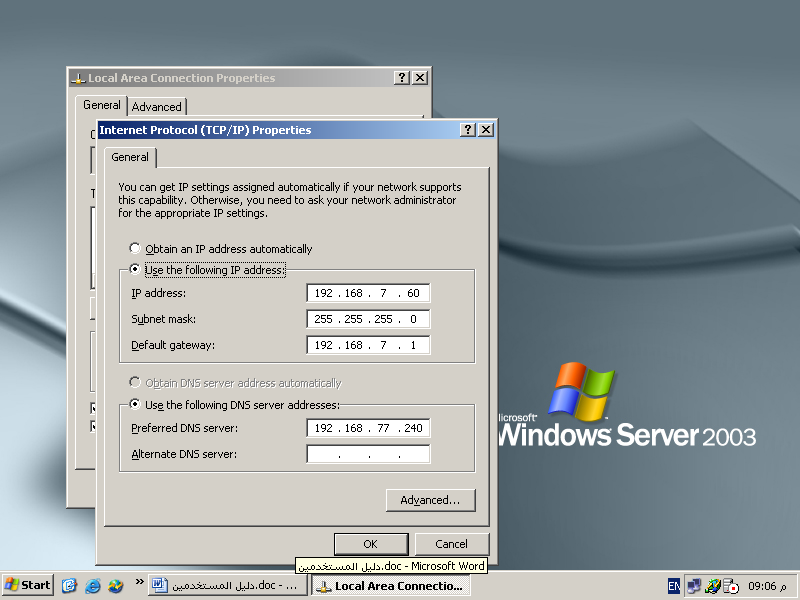 Local Area Connection Properties
General
Advanced
Internet Protocol (TCP/IP) Properties
General
You can get IP settings assigned automatically if your network supports
this capability. Otherwise, you need to ask your network administrator
for the appropriate IP settings.
Obtain an IP address automatically
Use the following IP address:
IP address:
192 . 168 . 7 . 60
Subnet mask:
255 . 255 . 255 . 0
Default gateway:
192 . 168 . 7 . 1
Obtain DNS server address automatically
Use the following DNS server addresses:
Preferred DNS server:
192 . 168 . 77 . 240
Alternate DNS server:
. . .
Advanced...
OK
Cancel
Windows Server 2003
دليل المستخدمين.doc - Microsoft Word
Start
دليل المستخدمين.doc - ...
Local Area Connectio...
EN
09:06 م